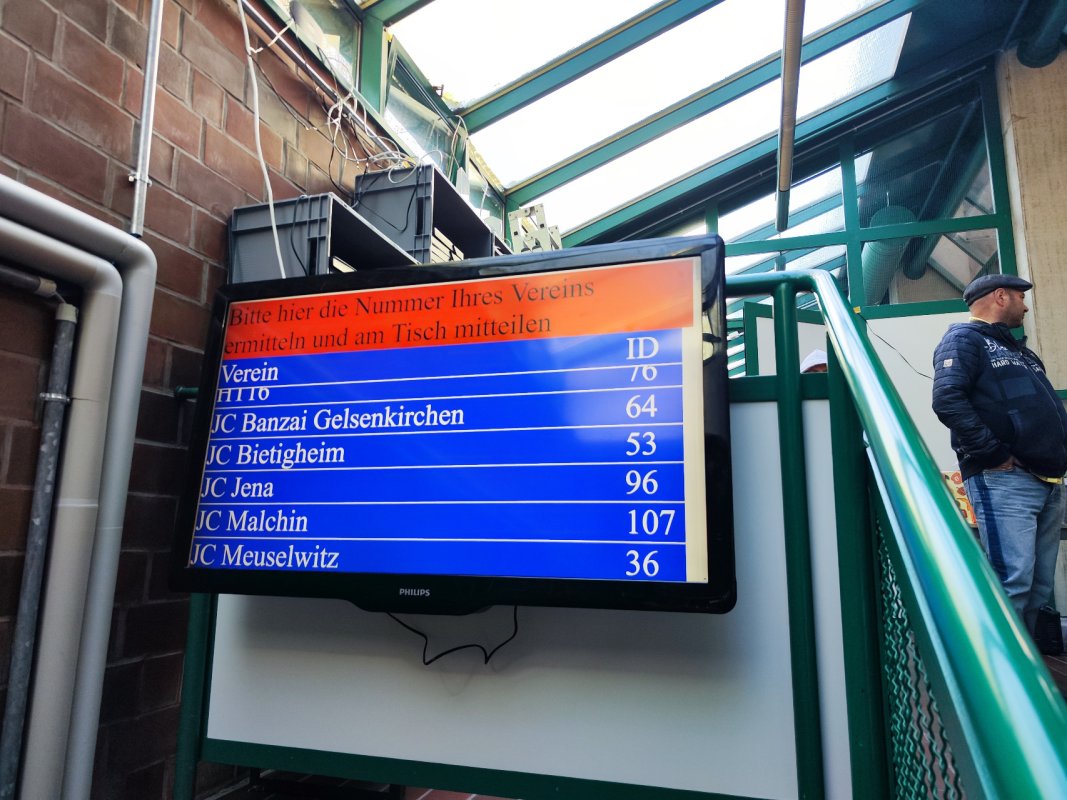 Bitte hier die Nummer Ihres Vereins
ermitteln und am Tisch mitteilen
Verein ID
76
JC Banzai Gelsenkirchen 64
JC Bietigheim 53
JC Jena 96
JC Malchin 107
JC Meuselwitz 36
PHILIPS